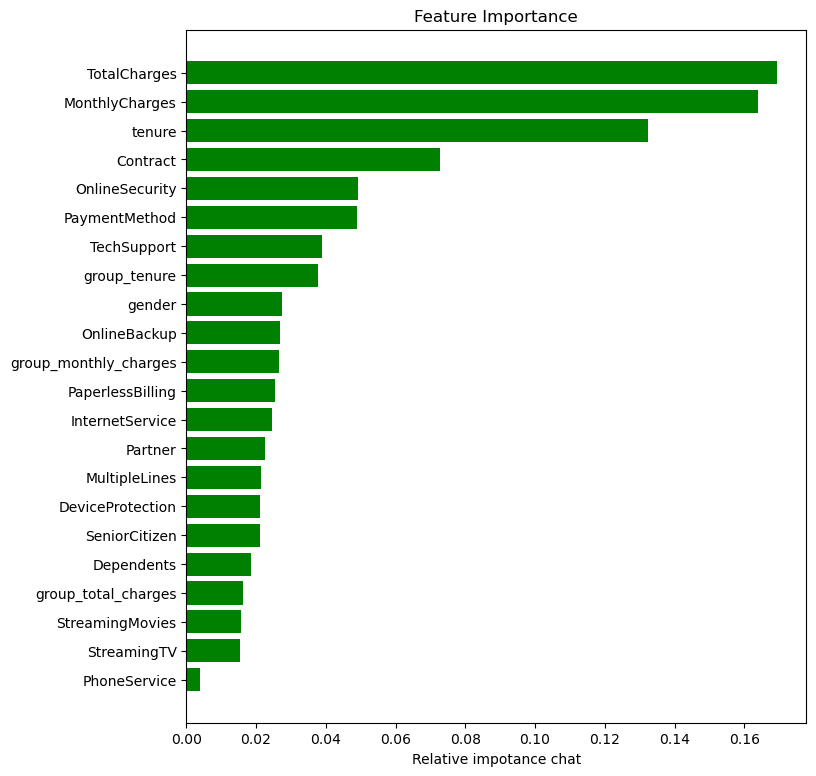 Feature Importance
TotalCharges
MonthlyCharges
tenure
Contract
OnlineSecurity
PaymentMethod
TechSupport
group_tenure
gender
OnlineBackup
group_monthly_charges
PaperlessBilling
InternetService
Partner
MultipleLines
DeviceProtection
SeniorCitizen
Dependents
group_total_charges
StreamingMovies
StreamingTV
PhoneService
0.00 0.02 0.04 0.06 0.08 0.10 0.12 0.14 0.16
Relative impotance chat